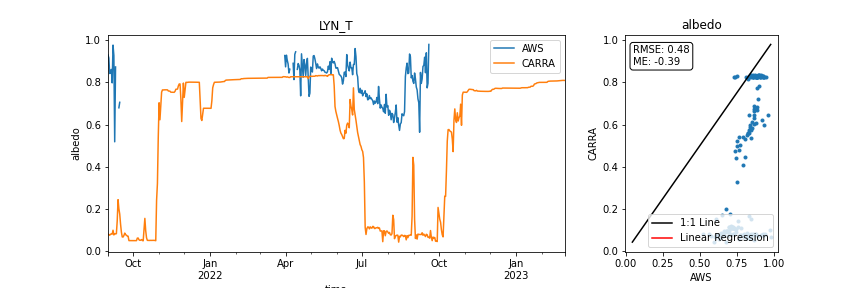 LYN_T
albedo
1.0
0.8
0.6
0.4
0.2
0.0
AWS
CARRA
Oct
Jan
2022
Apr
Jul
Oct
Jan
2023
time
albedo
RMSE: 0.48
ME: -0.39
CARRA
1.0
0.8
0.6
0.4
0.2
0.0
1:1 Line
Linear Regression
0.00
0.25
0.50
0.75
1.00
AWS